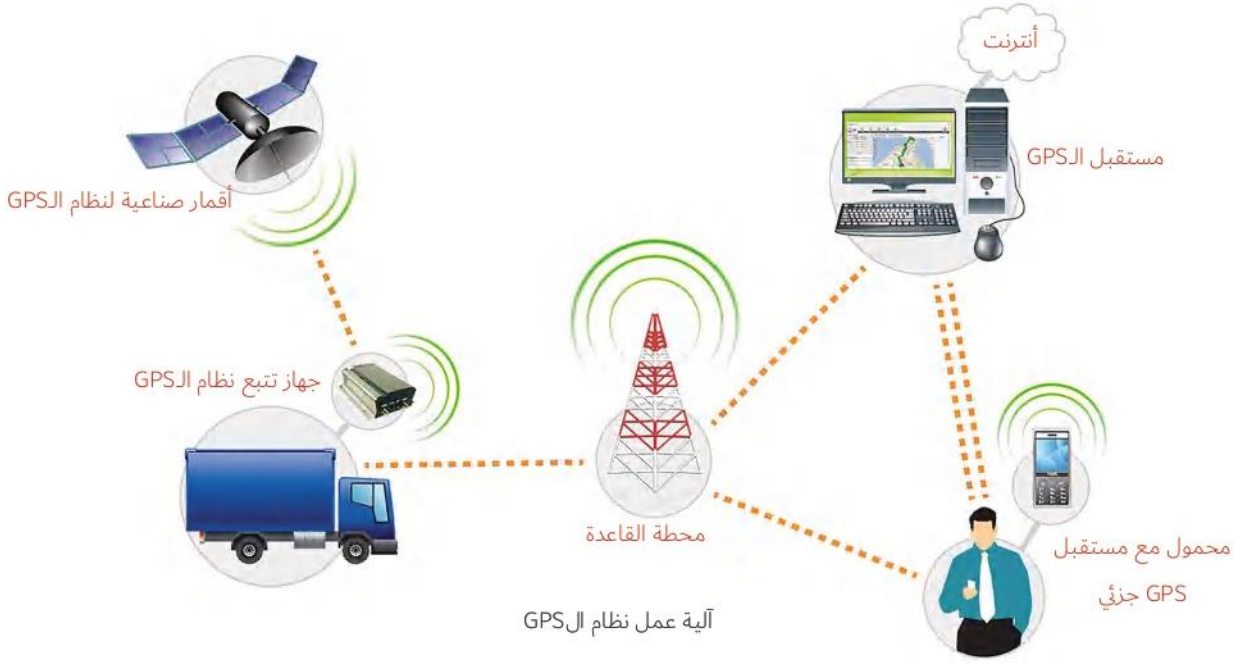 أنترنت
مستقبل الـGPS
أقمار صناعية لنظام الـGPS
جهاز تتبع نظام الـGPS
محطة القاعدة
محمول مع مستقبل
GPS جزئي
آلية عمل نظام الGPS